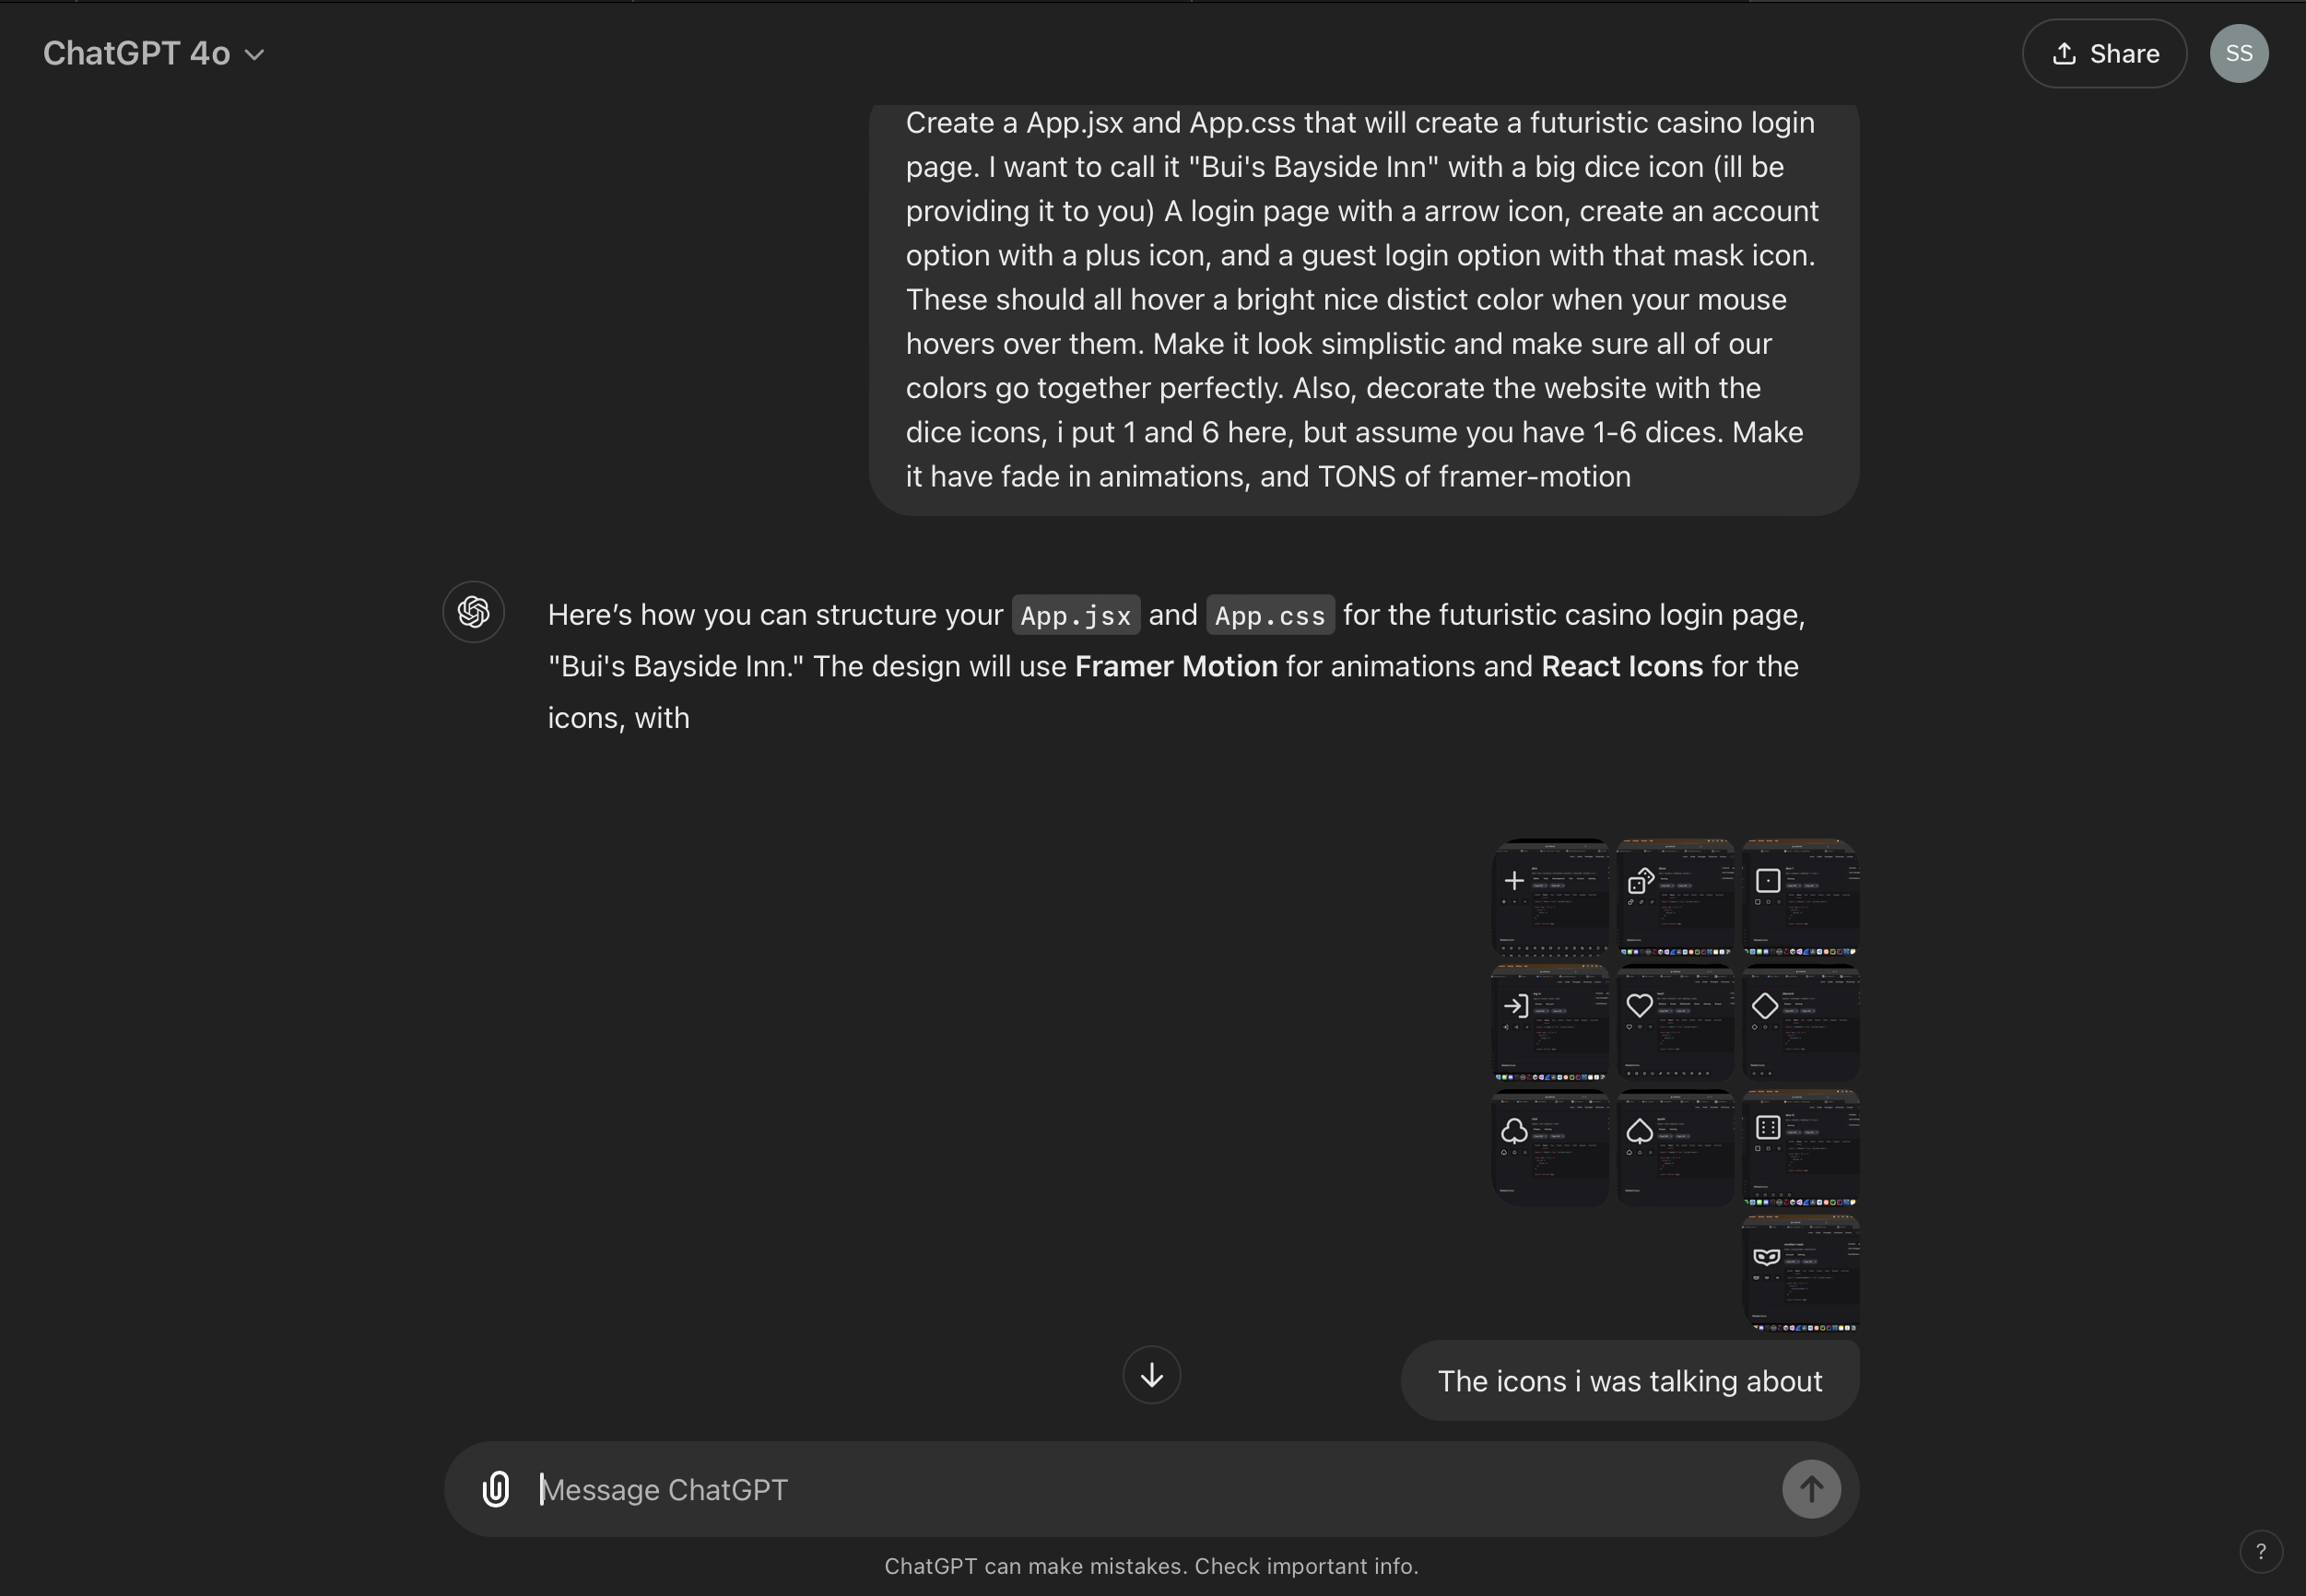 ChatGPT 4o
Share
SS
Create a App.jsx and App.css that will create a futuristic casino login
page. I want to call it "Bui's Bayside Inn" with a big dice icon (ill be
providing it to you) A login page with a arrow icon, create an account
option with a plus icon, and a guest login option with that mask icon.
These should all hover a bright nice distict color when your mouse
hovers over them. Make it look simplistic and make sure all of our
colors go together perfectly. Also, decorate the website with the
dice icons, i put 1 and 6 here, but assume you have 1-6 dices. Make
it have fade in animations, and TONS of framer-motion
Here’s how you can structure your App.jsx and App.css for the futuristic casino login page,
"Bui's Bayside Inn." The design will use Framer Motion for animations and React Icons for the
icons, with
The icons i was talking about
Message ChatGPT
ChatGPT can make mistakes. Check important info.
?